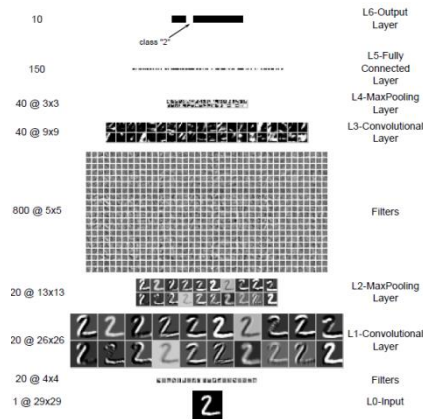 10
L6-Output
Layer
class "2"
150
L5-Fully
Connected
Layer
40 @ 3x3
L4-MaxPooling
Layer
40 @ 9x9
L3-Convolutional
Layer
800 @ 5x5
Filters
20 @ 13x13
L2-MaxPooling
Layer
20 @ 26x26
L1-Convolutional
Layer
20 @ 4x4
Filters
1 @ 29x29
L0-Input